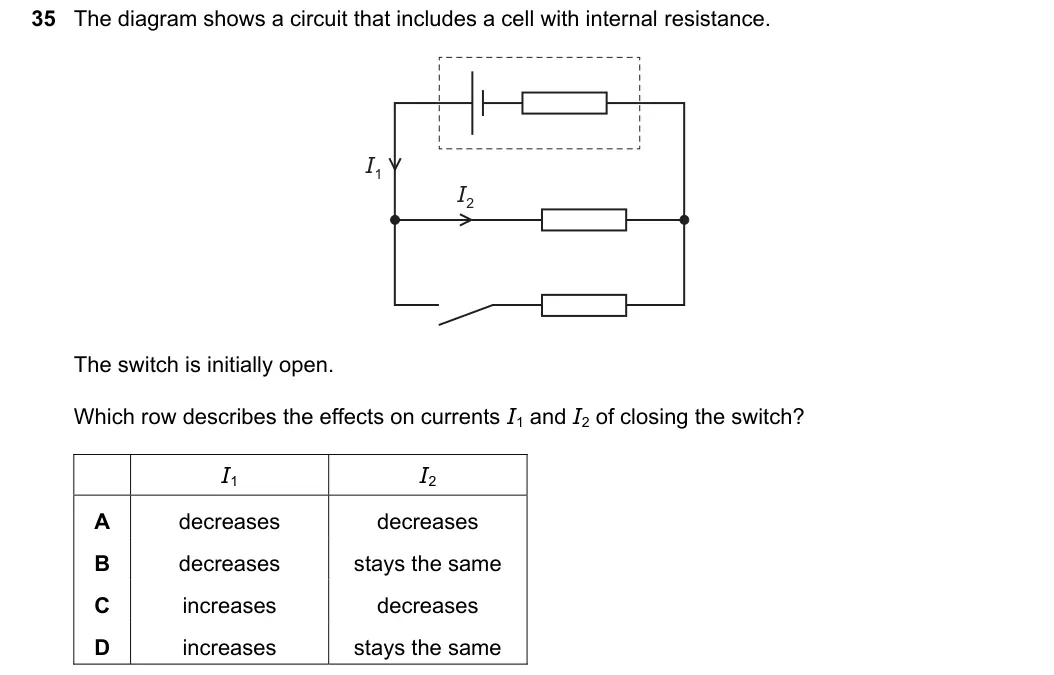 35 The diagram shows a circuit that includes a cell with internal resistance.
I₁
I₂
The switch is initially open.
Which row describes the effects on currents I₁ and I₂ of closing the switch?
I₁ I₂
A decreases decreases
B decreases stays the same
C increases decreases
D increases stays the same